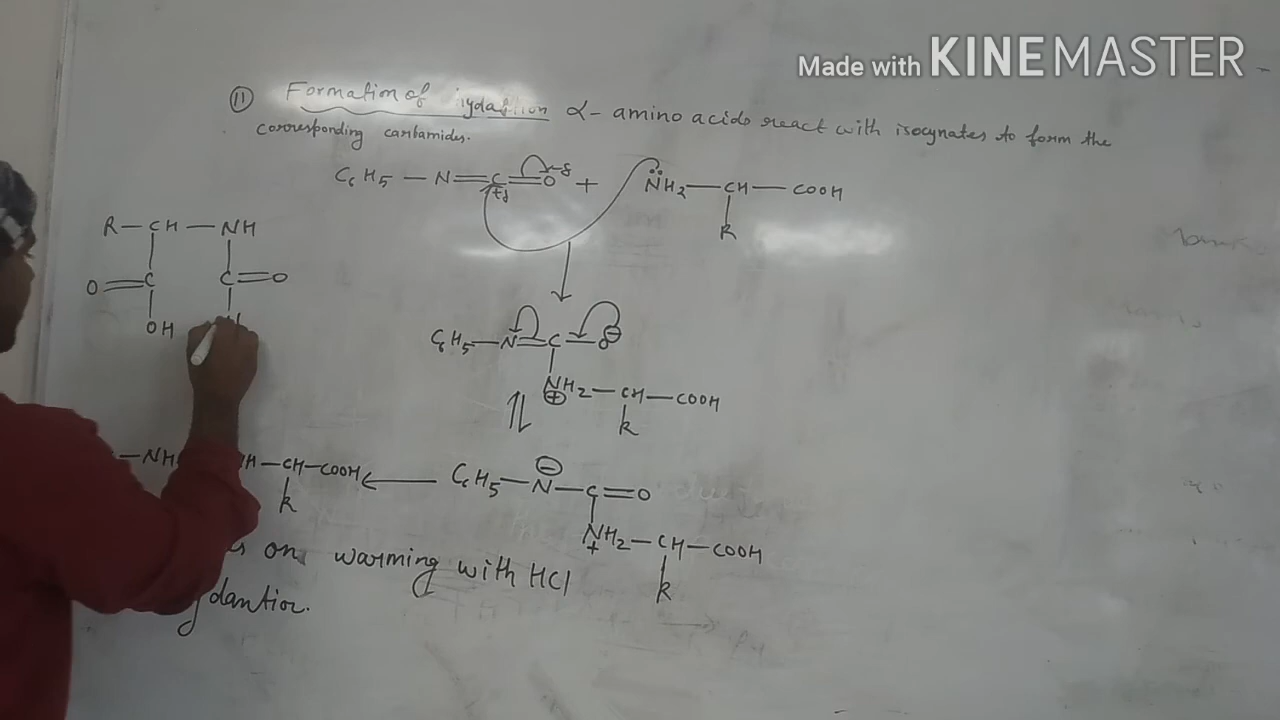 Made with KINEMASTER
⑪ Formation of α- amino acids react with isocynates to form the
corresponding carbamides.
C6H5 — N = C = O + NH2 — CH — COOH
+δ -δ
R
R — CH — NH
O = C C = O
OH
C6H5 — N = C — O ⊖
NH2 — CH — COOH
⊕ R
— NH H — CH — COOH ← C6H5 — N — C = O
⊖
R
NH2 — CH — COOH
+ R
on warming with HCl
dantior.